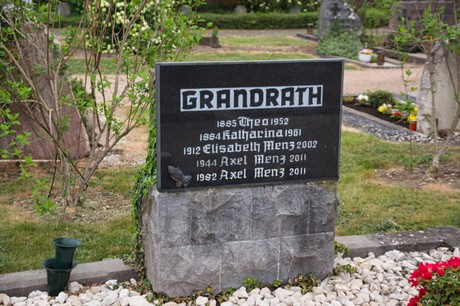 GRANDRATH
1885 Theo 1952
1884 Katharina 1961
1912 Elisabeth Menz 2002
1944 Axel Menz 2011
1982 Axel Menz 2011